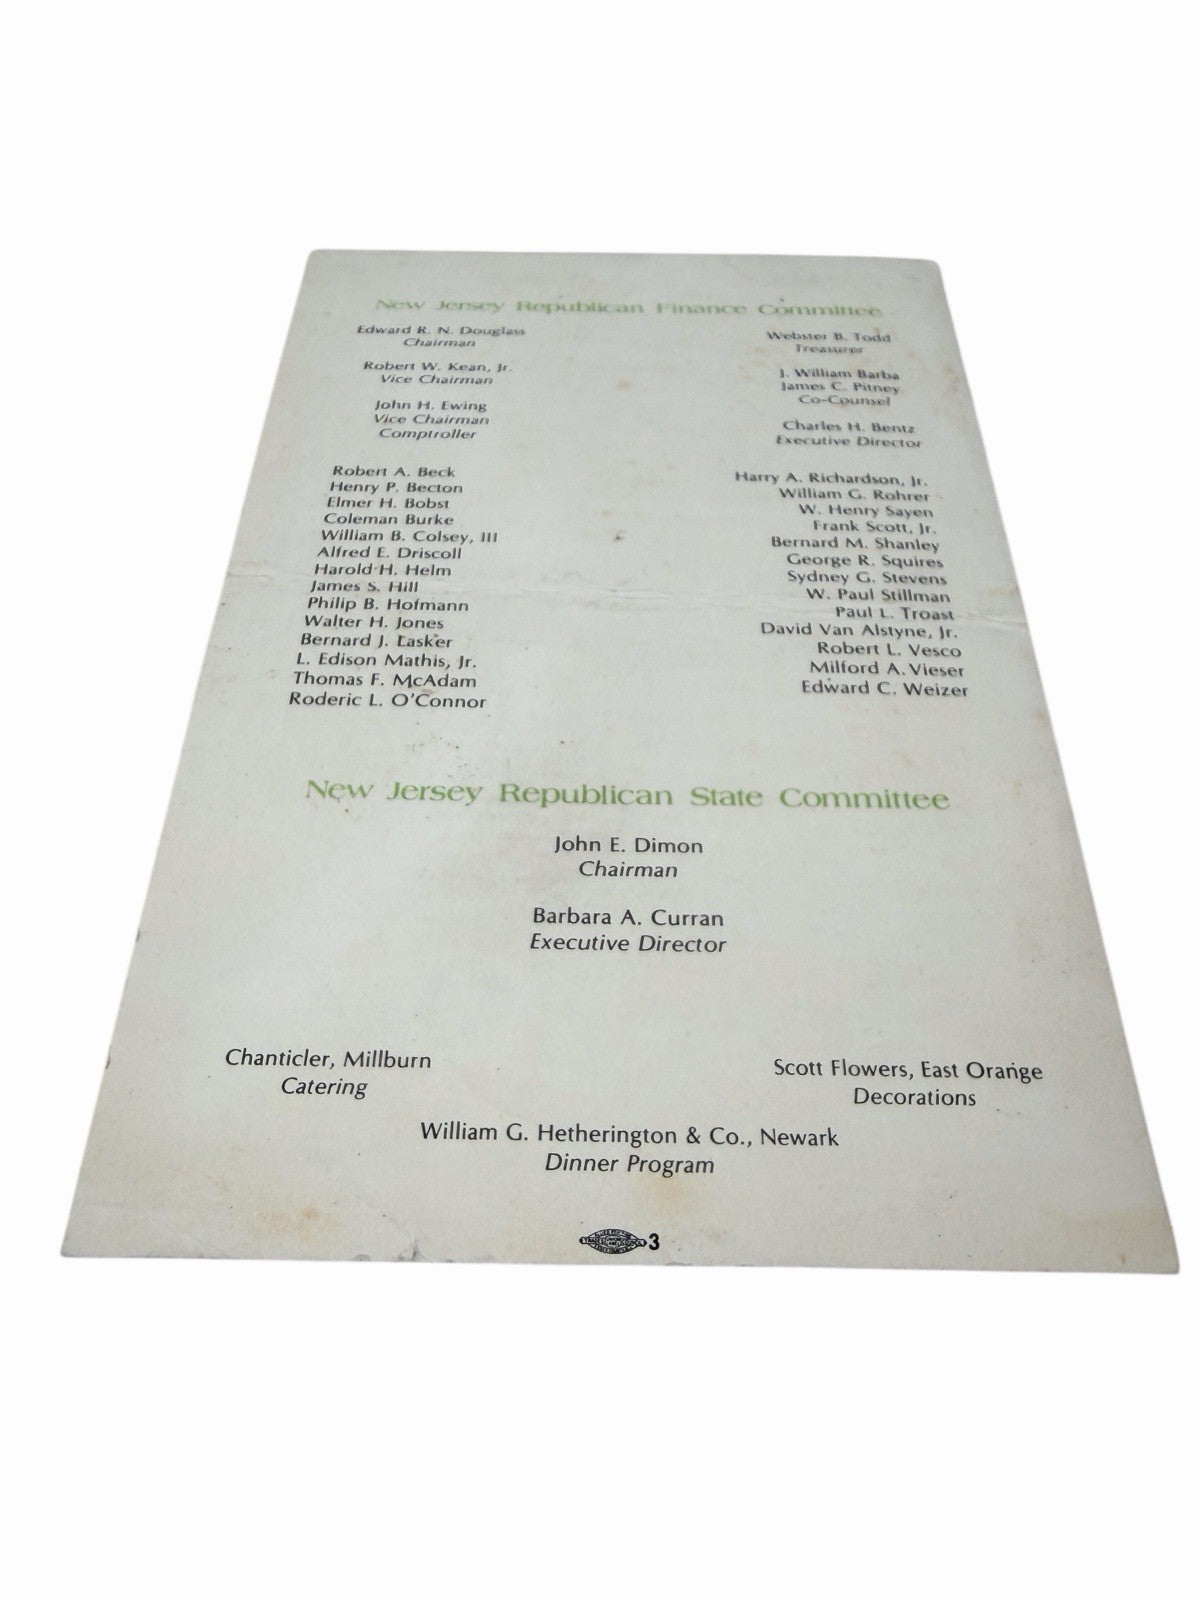 New Jersey Republican Finance Committee
Edward R. N. Douglass
Chairman
Robert W. Kean, Jr.
Vice Chairman
John H. Ewing
Vice Chairman
Comptroller
Webster B. Todd
Treasurer
J. William Barba
James C. Pitney
Co-Counsel
Charles H. Bentz
Executive Director
Robert A. Beck
Henry P. Becton
Elmer H. Bobst
Coleman Burke
William B. Colsey, III
Alfred E. Driscoll
Harold H. Helm
James S. Hill
Philip B. Hofmann
Walter H. Jones
Bernard J. Lasker
L. Edison Mathis, Jr.
Thomas F. McAdam
Roderic L. O'Connor
Harry A. Richardson, Jr.
William G. Rohrer
W. Henry Sayen
Frank Scott, Jr.
Bernard M. Shanley
George R. Squires
Sydney G. Stevens
W. Paul Stillman
Paul L. Troast
David Van Alstyne, Jr.
Robert L. Vesco
Milford A. Vieser
Edward C. Weizer
New Jersey Republican State Committee
John E. Dimon
Chairman
Barbara A. Curran
Executive Director
Chanticler, Millburn
Catering
Scott Flowers, East Orange
Decorations
William G. Hetherington & Co., Newark
Dinner Program
3